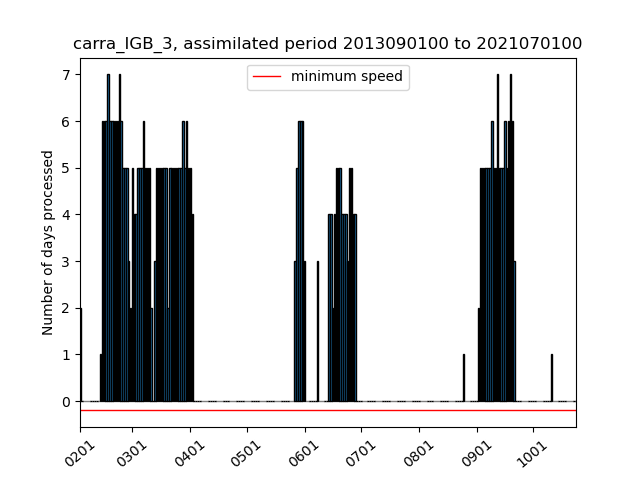 carra_IGB_3, assimilated period 2013090100 to 2021070100
minimum speed
Number of days processed
7
6
5
4
3
2
1
0
0201 0301 0401 0501 0601 0701 0801 0901 1001